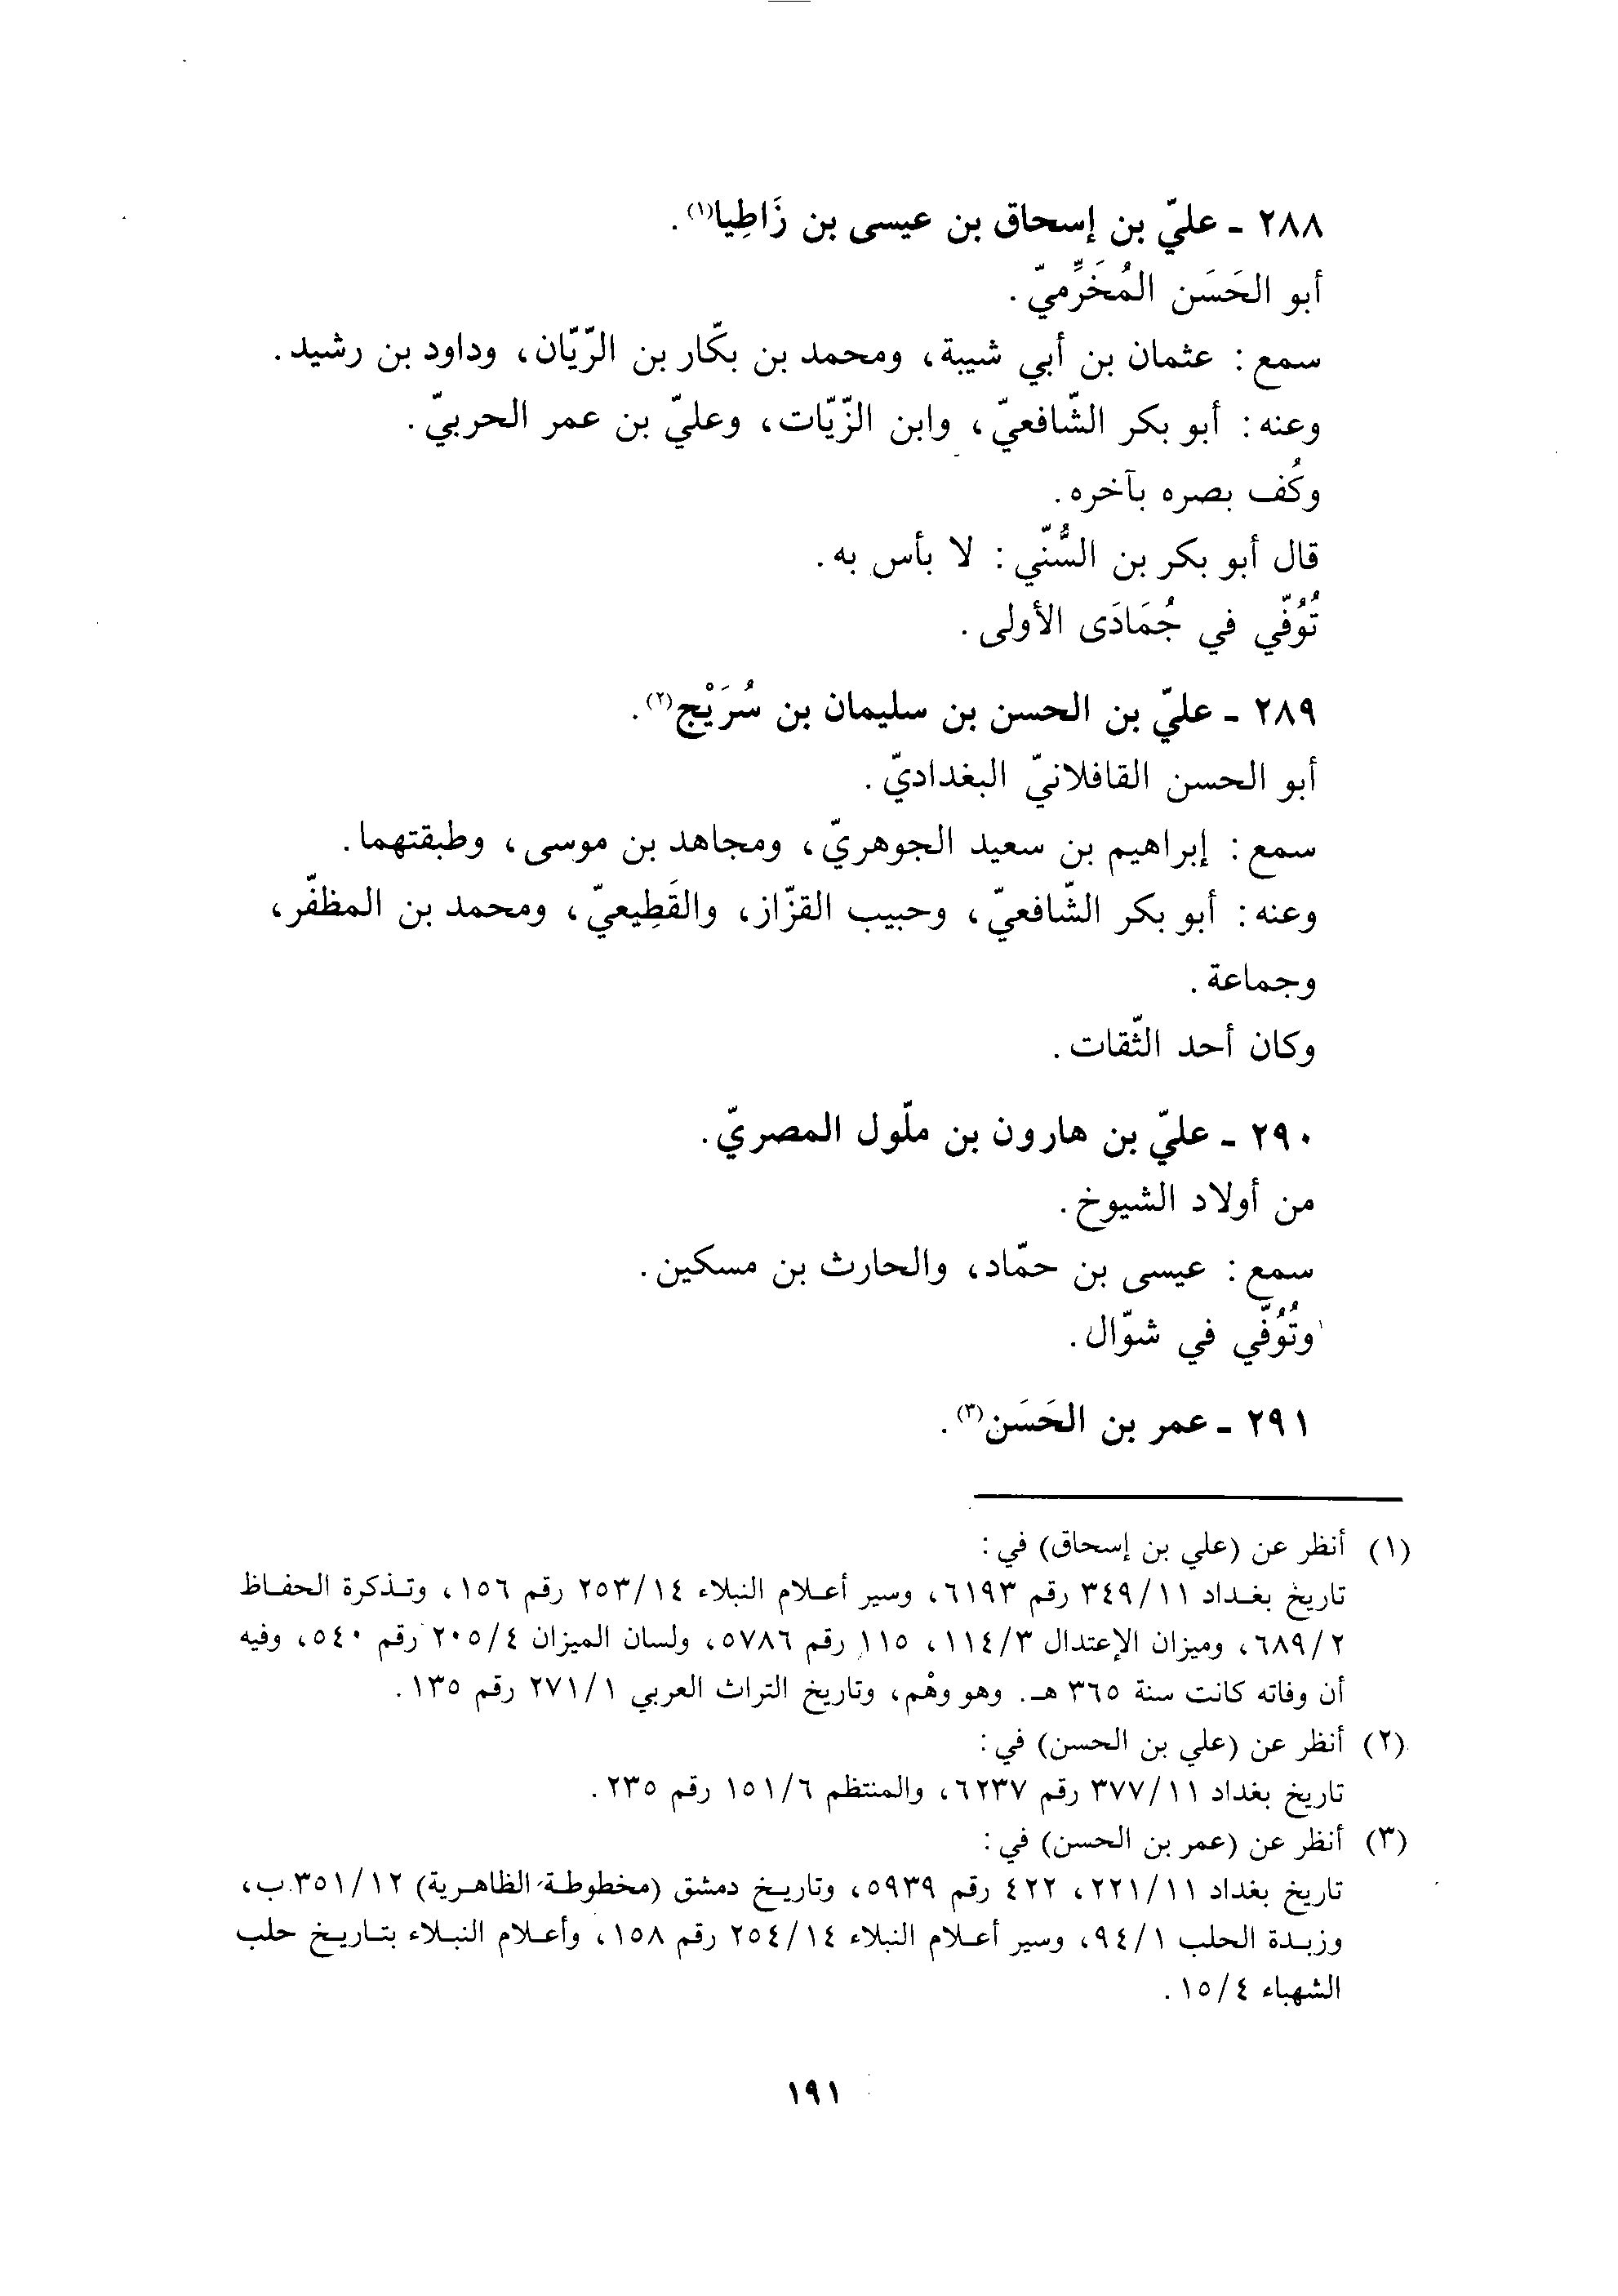 ٢٨٨ ـ عليّ بن إسحاق بن عيسى بن زَاطِيا(١).
أبو الحَسَن المُخَرِّميّ.
سمع: عثمان بن أبي شيبة، ومحمد بن بكّار بن الرّيّان، وداود بن رشيد.
وعنه: أبو بكر الشّافعيّ، وابن الزّيّات، وعليّ بن عمر الحربيّ.
وكُف بصره بآخره.
قال أبو بكر بن السُّنّي: لا بأس به.
تُوُفّي في جُمَادَى الأولى.
٢٨٩ ـ عليّ بن الحسن بن سليمان بن سُرَيْج(٢).
أبو الحسن القافلانيّ البغداديّ.
سمع: إبراهيم بن سعيد الجوهريّ، ومجاهد بن موسى، وطبقتهما.
وعنه: أبو بكر الشّافعيّ، وحبيب القزّاز، والقَطِيعيّ، ومحمد بن المظفّر،
وجماعة.
وكان أحد الثّقات.
٢٩٠ ـ عليّ بن هارون بن ملّول المصريّ.
من أولاد الشيوخ.
سمع: عيسى بن حمّاد، والحارث بن مسكين.
وتُوُفّي في شوّال.
٢٩١ ـ عمر بن الحَسَن(٣).
(١) أنظر عن (علي بن إسحاق) في:
تاريخ بغداد ٣٤٩/١١ رقم ٦١٩٣، وسير أعلام النبلاء ٢٥٣/١٤ رقم ١٥٦، وتذكرة الحفاظ
٦٨٩/٢، وميزان الإعتدال ١١٤/٣، ١١٥ رقم ٥٧٨٦، ولسان الميزان ٢٠٥/٤ رقم ٥٤٠، وفيه
أن وفاته كانت سنة ٣٦٥ هـ. وهو وهْم، وتاريخ التراث العربي ٢٧١/١ رقم ١٣٥.
(٢) أنظر عن (علي بن الحسن) في:
تاريخ بغداد ٣٧٧/١١ رقم ٦٢٣٧، والمنتظم ١٥١/٦ رقم ٢٣٥.
(٣) أنظر عن (عمر بن الحسن) في:
تاريخ بغداد ٢٢١/١١، ٤٢٢ رقم ٥٩٣٩، وتاريخ دمشق (مخطوطة الظاهرية) ٣٥١/١٢ ب،
وزبدة الحلب ٩٤/١، وسير أعلام النبلاء ٢٥٤/١٤ رقم ١٥٨، وأعلام النبلاء بتاريخ حلب
الشهباء ١٥/٤.
١٩١